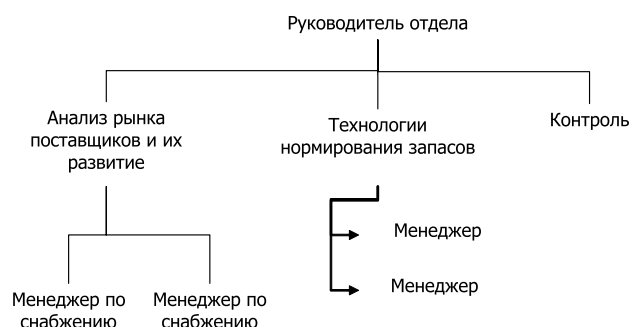 Руководитель отдела
Анализ рынка
поставщиков и их
развитие
Технологии
нормирования запасов
Контроль
Менеджер
Менеджер
Менеджер по
снабжению
Менеджер по
снабжению